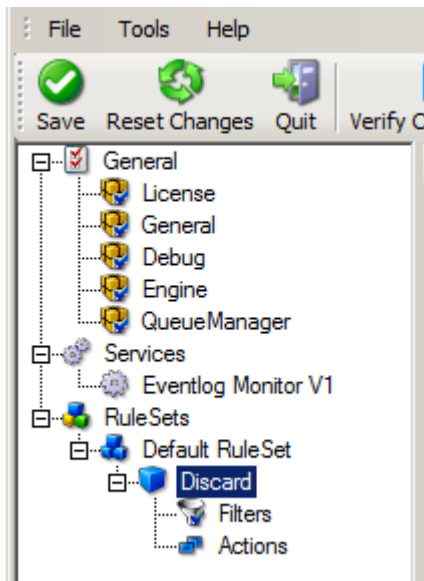 File Tools Help
Save Reset Changes Quit Verify
General
License
General
Debug
Engine
QueueManager
Services
Eventlog Monitor V1
RuleSets
Default RuleSet
Discard
Filters
Actions